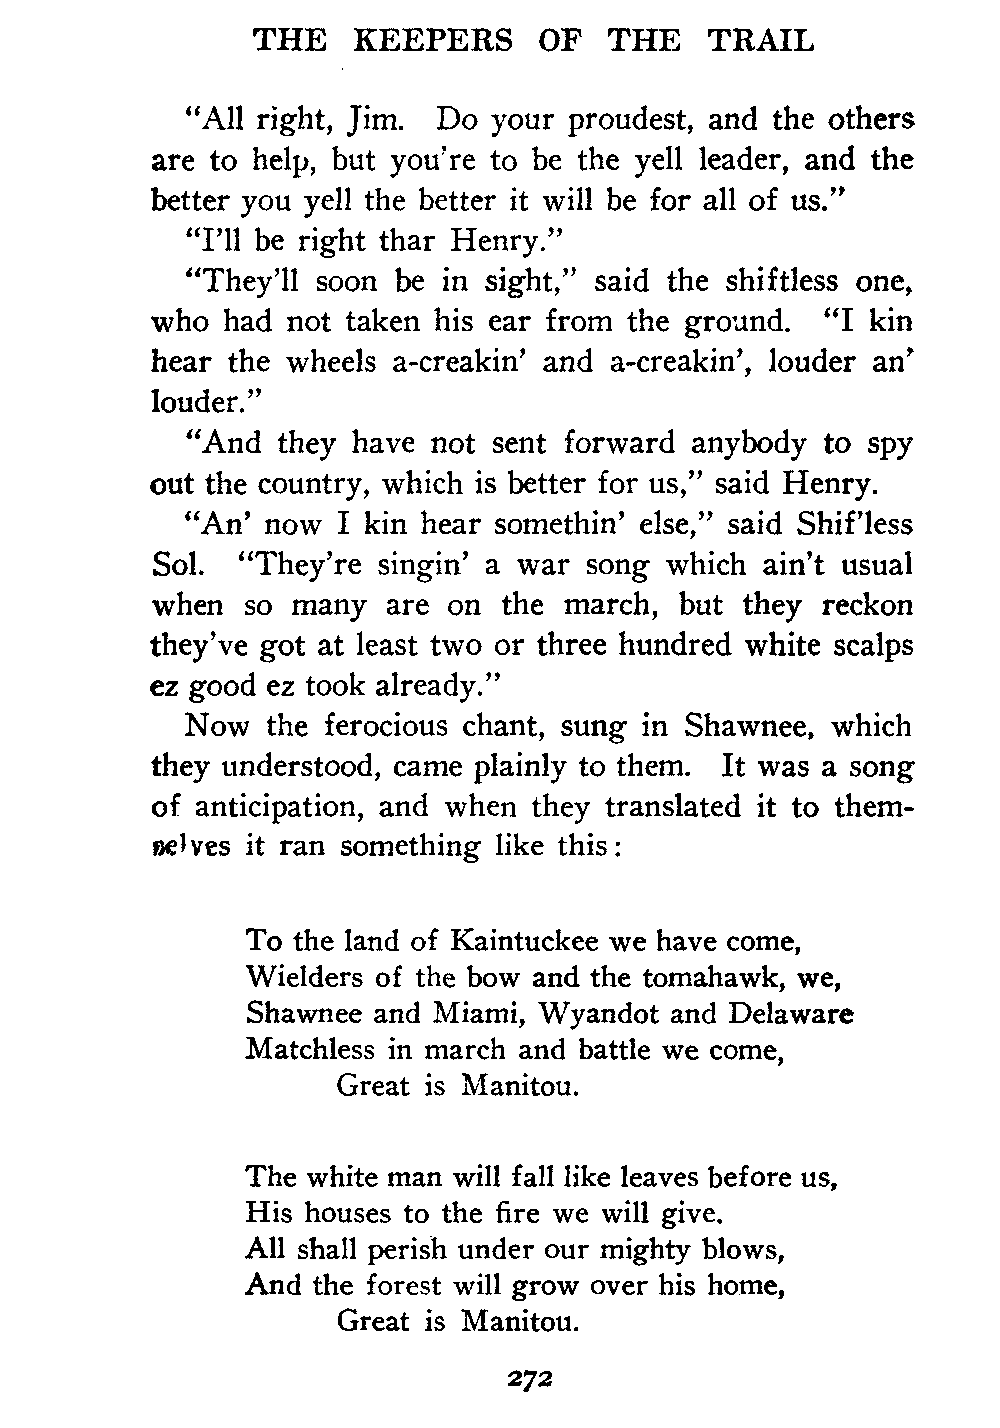 THE KEEPERS OF THE TRAIL
“All right, Jim. Do your proudest, and the others
are to help, but you're to be the yell leader, and the
better you yell the better it will be for all of us.”
“I'll be right thar Henry.”
“They'll soon be in sight,” said the shiftless one,
who had not taken his ear from the ground. “I kin
hear the wheels a-creakin' and a-creakin', louder an'
louder.”
“And they have not sent forward anybody to spy
out the country, which is better for us,” said Henry.
“An' now I kin hear somethin' else,” said Shif'less
Sol. “They're singin' a war song which ain't usual
when so many are on the march, but they reckon
they've got at least two or three hundred white scalps
ez good ez took already.”
Now the ferocious chant, sung in Shawnee, which
they understood, came plainly to them. It was a song
of anticipation, and when they translated it to them-
selves it ran something like this:
To the land of Kaintuckee we have come,
Wielders of the bow and the tomahawk, we,
Shawnee and Miami, Wyandot and Delaware
Matchless in march and battle we come,
Great is Manitou.
The white man will fall like leaves before us,
His houses to the fire we will give.
All shall perish under our mighty blows,
And the forest will grow over his home,
Great is Manitou.
272